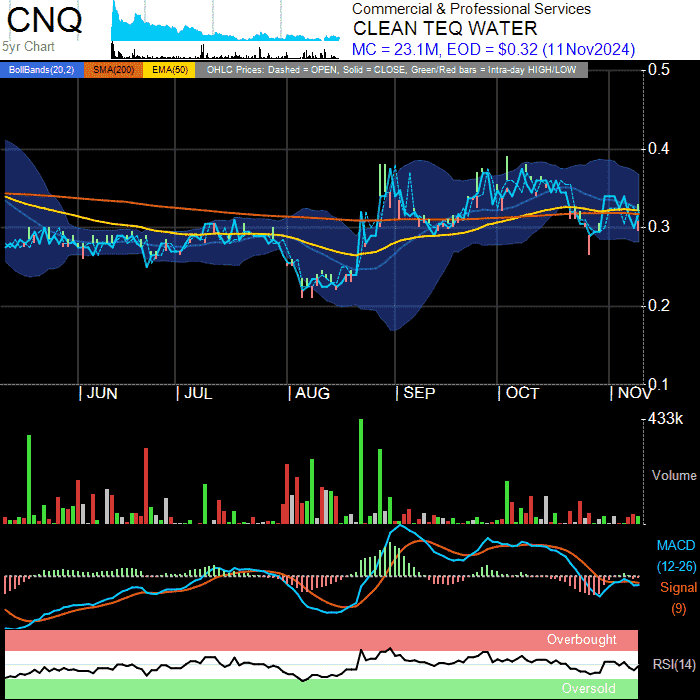 CNQ
5yr Chart
Commercial & Professional Services
CLEAN TEQ WATER
MC = 23.1M, EOD = $0.32 (11Nov2024)
BollBands(20,2) SMA(200) EMA(50) OHLC Prices: Dashed = OPEN, Solid = CLOSE, Green/Red bars = Intra-day HIGH/LOW
0.5
0.4
0.3
0.2
0.1
JUN JUL AUG SEP OCT NOV
433k
Volume
MACD
(12-26)
Signal
(9)
Overbought
RSI(14)
Oversold